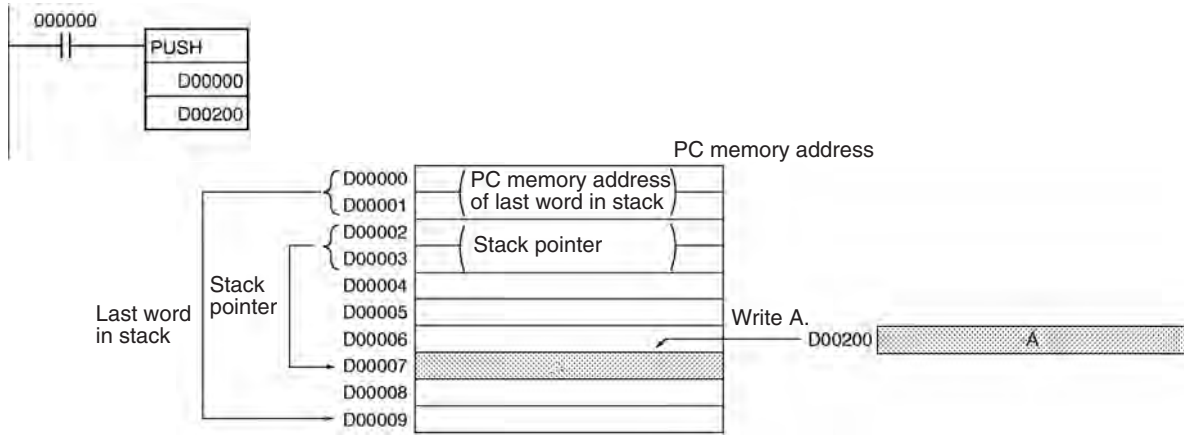 000000
PUSH
D00000
D00200
PC memory address
D00000
PC memory address
D00001
of last word in stack
D00002
Stack pointer
D00003
D00004
Stack
pointer
D00005
Last word
in stack
Write A.
D00006
D00200
A
D00007
D00008
D00009